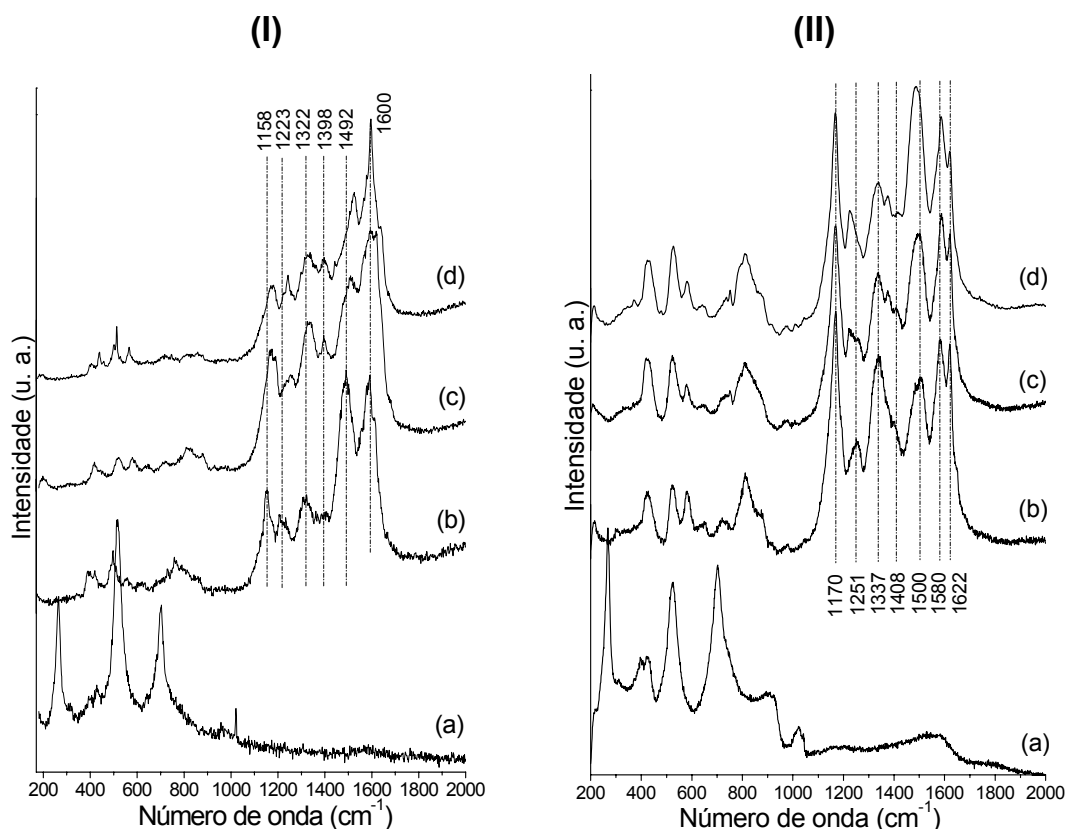 (I)
1158
1223
1322
1398
1492
1600
(d)
(c)
(b)
(a)
Intensidade (u. a.)
200 400 600 800 1000 1200 1400 1600 1800 2000
Número de onda (cm⁻¹)
(II)
(d)
(c)
(b)
1170
1251
1337
1408
1500
1580
1622
(a)
Intensidade (u. a.)
200 400 600 800 1000 1200 1400 1600 1800 2000
Número de onda (cm⁻¹)